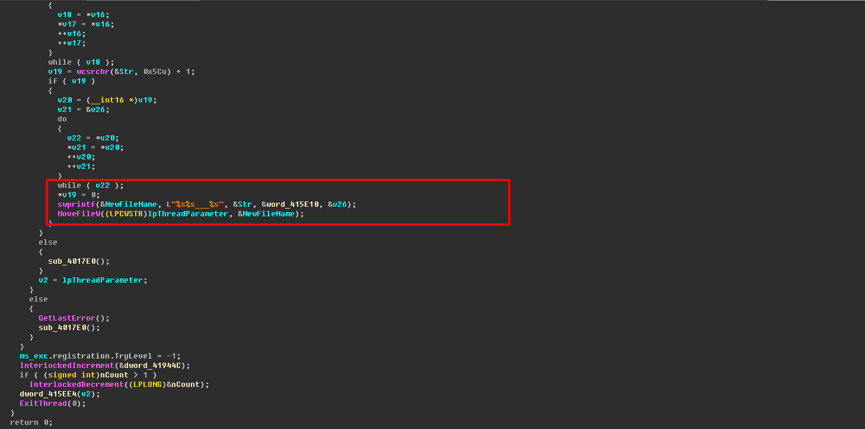 {
v18 = *v16;
*v17 = *v16;
++v16;
++v17;
}
while ( v18 );
v19 = wcsrchr(&Str, 0x5Cu) + 1;
if ( v19 )
{
v20 = (__int16 *)v19;
v21 = &v26;
do
{
v22 = *v20;
*v21 = *v20;
++v20;
++v21;
}
while ( v22 );
*v19 = 0;
swprintf(&NewFileName, L"%s%s___%s", &Str, &word_415E10, &v26);
MoveFileW((LPCWSTR)lpThreadParameter, &NewFileName);
}
}
else
{
sub_4017E0();
}
v2 = lpThreadParameter;
}
else
{
GetLastError();
sub_4017E0();
}
}
ms_exc.registration.TryLevel = -1;
InterlockedIncrement(&dword_41944C);
if ( (signed int)nCount > 1 )
InterlockedDecrement((LPLONG)&nCount);
dword_415EE4(v2);
ExitThread(0);
}
return 0;